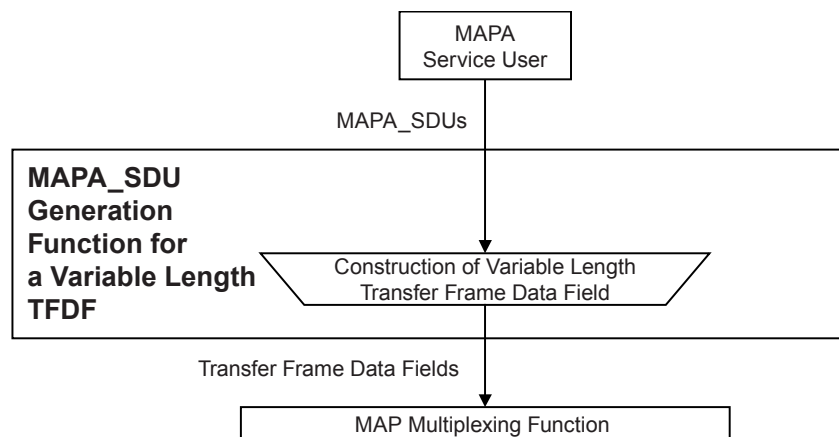 MAPA
Service User
MAPA_SDUs
MAPA_SDU
Generation
Function for
a Variable Length
TFDF
Construction of Variable Length
Transfer Frame Data Field
Transfer Frame Data Fields
MAP Multiplexing Function